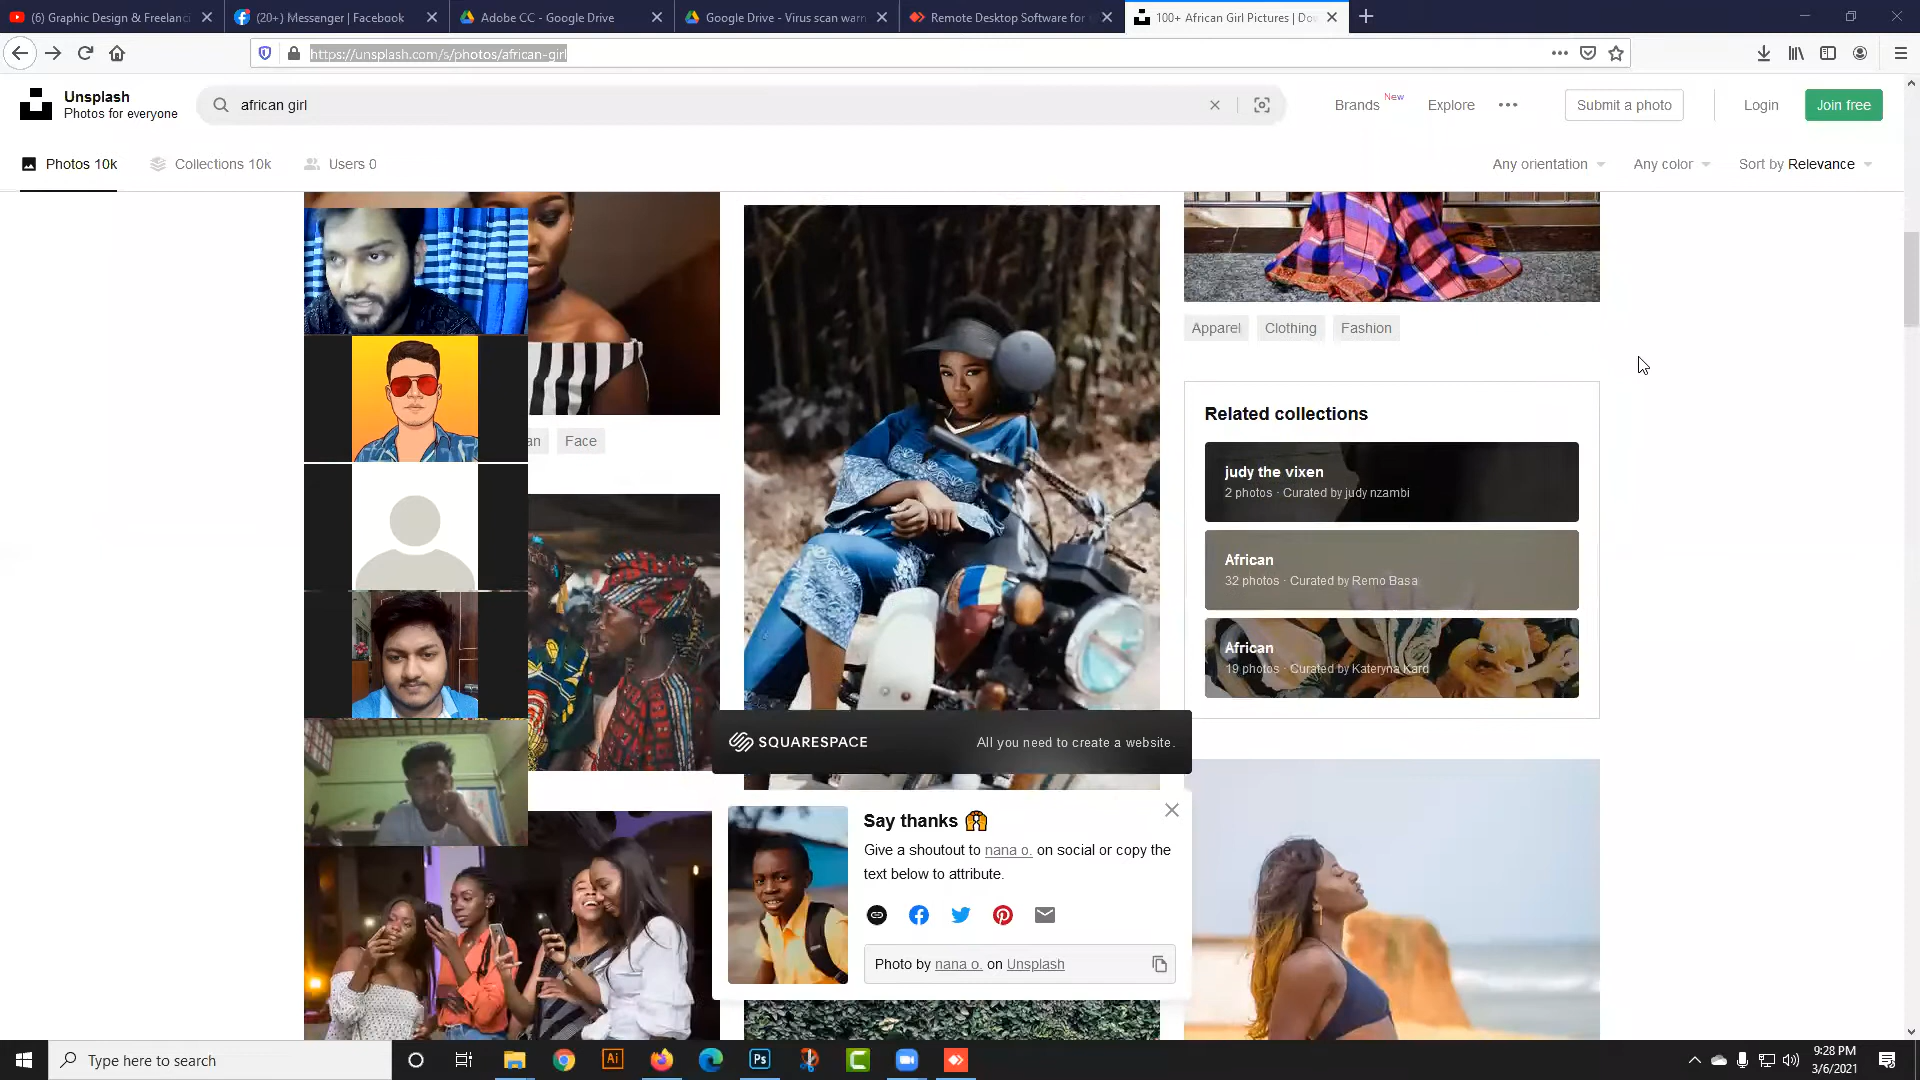 (6) Graphic Design & Freelanci
(20+) Messenger | Facebook
Adobe CC - Google Drive
Google Drive - Virus scan warn
Remote Desktop Software for
100+ African Girl Pictures | Do
https://unsplash.com/s/photos/african-girl
Unsplash
Photos for everyone
african girl
Brands New
Explore
Submit a photo
Login
Join free
Photos 10k
Collections 10k
Users 0
Any orientation
Any color
Sort by Relevance
Apparel
Clothing
Fashion
an
Face
Related collections
judy the vixen
2 photos · Curated by judy nzambi
African
32 photos · Curated by Remo Basa
African
19 photos · Curated by Kateryna Kard
SQUARESPACE
All you need to create a website.
Say thanks 🙌
Give a shoutout to nana o. on social or copy the
text below to attribute.
Photo by nana o. on Unsplash
Type here to search
Ai
Ps
9:28 PM
3/6/2021